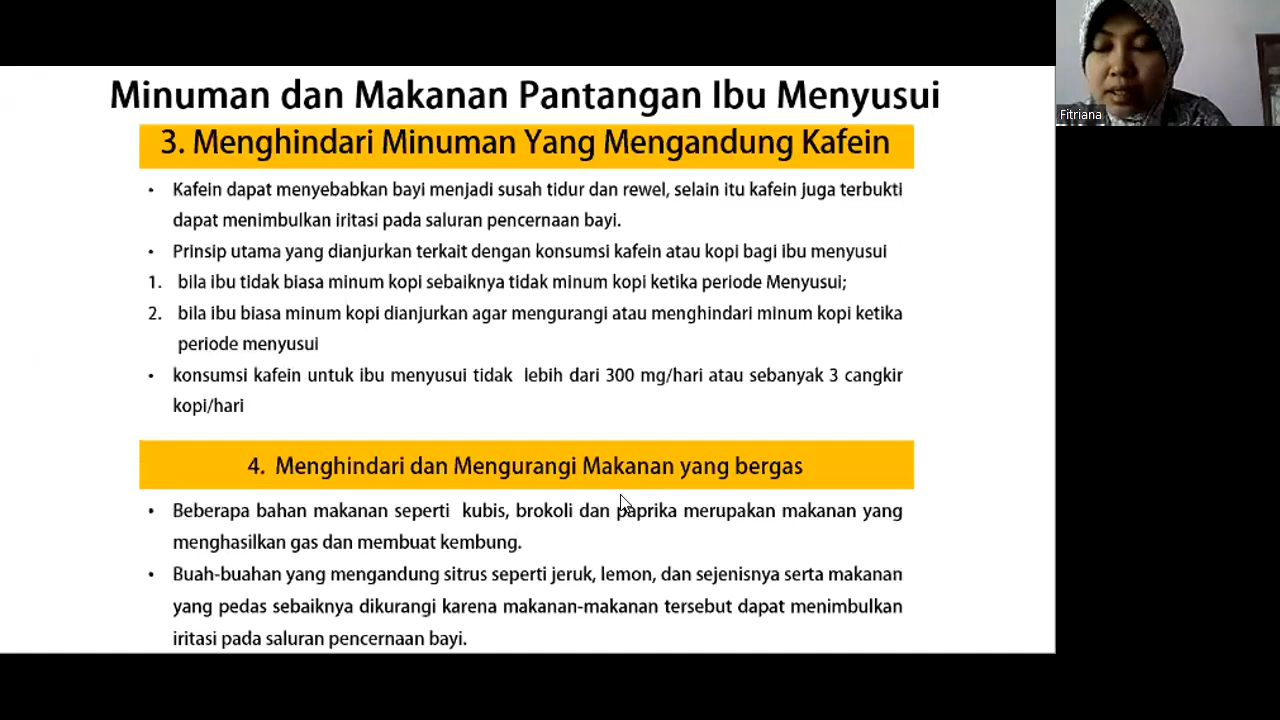 Minuman dan Makanan Pantangan Ibu Menyusui
3. Menghindari Minuman Yang Mengandung Kafein
• Kafein dapat menyebabkan bayi menjadi susah tidur dan rewel, selain itu kafein juga terbukti
dapat menimbulkan iritasi pada saluran pencernaan bayi.
• Prinsip utama yang dianjurkan terkait dengan konsumsi kafein atau kopi bagi ibu menyusui
1. bila ibu tidak biasa minum kopi sebaiknya tidak minum kopi ketika periode Menyusui;
2. bila ibu biasa minum kopi dianjurkan agar mengurangi atau menghindari minum kopi ketika
periode menyusui
• konsumsi kafein untuk ibu menyusui tidak lebih dari 300 mg/hari atau sebanyak 3 cangkir
kopi/hari
4. Menghindari dan Mengurangi Makanan yang bergas
• Beberapa bahan makanan seperti kubis, brokoli dan paprika merupakan makanan yang
menghasilkan gas dan membuat kembung.
• Buah-buahan yang mengandung sitrus seperti jeruk, lemon, dan sejenisnya serta makanan
yang pedas sebaiknya dikurangi karena makanan-makanan tersebut dapat menimbulkan
iritasi pada saluran pencernaan bayi.
Fitriana